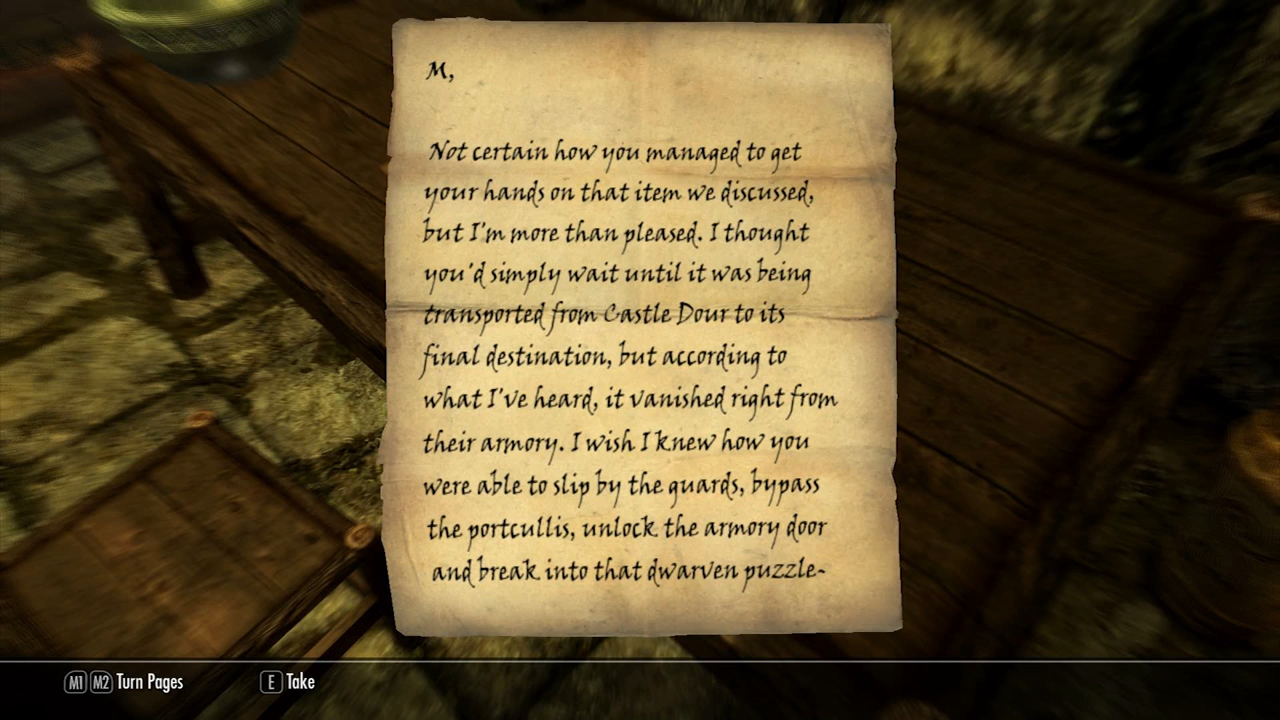 M,
Not certain how you managed to get
your hands on that item we discussed,
but I'm more than pleased. I thought
you'd simply wait until it was being
transported from Castle Dour to its
final destination, but according to
what I've heard, it vanished right from
their armory. I wish I knew how you
were able to slip by the guards, bypass
the portcullis, unlock the armory door
and break into that dwarven puzzle-
M1 M2 Turn Pages E Take